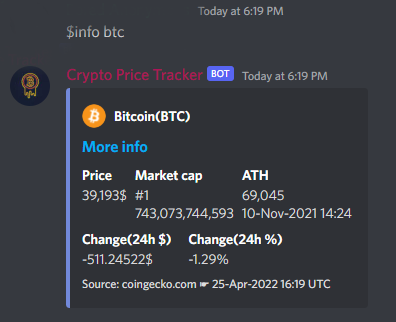 Today at 6:19 PM
$info btc
Crypto Price Tracker BOT Today at 6:19 PM
Bitcoin(BTC)
More info
Price Market cap ATH
39,193$ #1 69,045
743,073,744,593 10-Nov-2021 14:24
Change(24h $) Change(24h %)
-511.24522$ -1.29%
Source: coingecko.com ☛ 25-Apr-2022 16:19 UTC